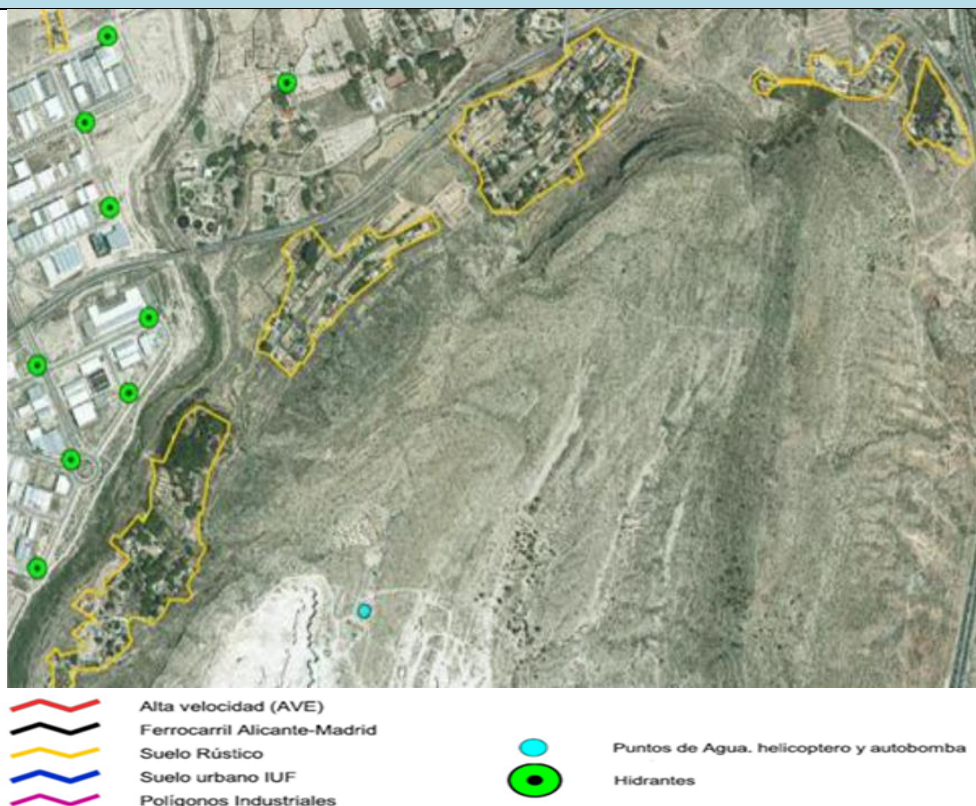 Alta velocidad (AVE)
Ferrocarril Alicante-Madrid
Suelo Rústico
Suelo urbano IUF
Polígonos Industriales
Puntos de Agua. helicoptero y autobomba
Hidrantes